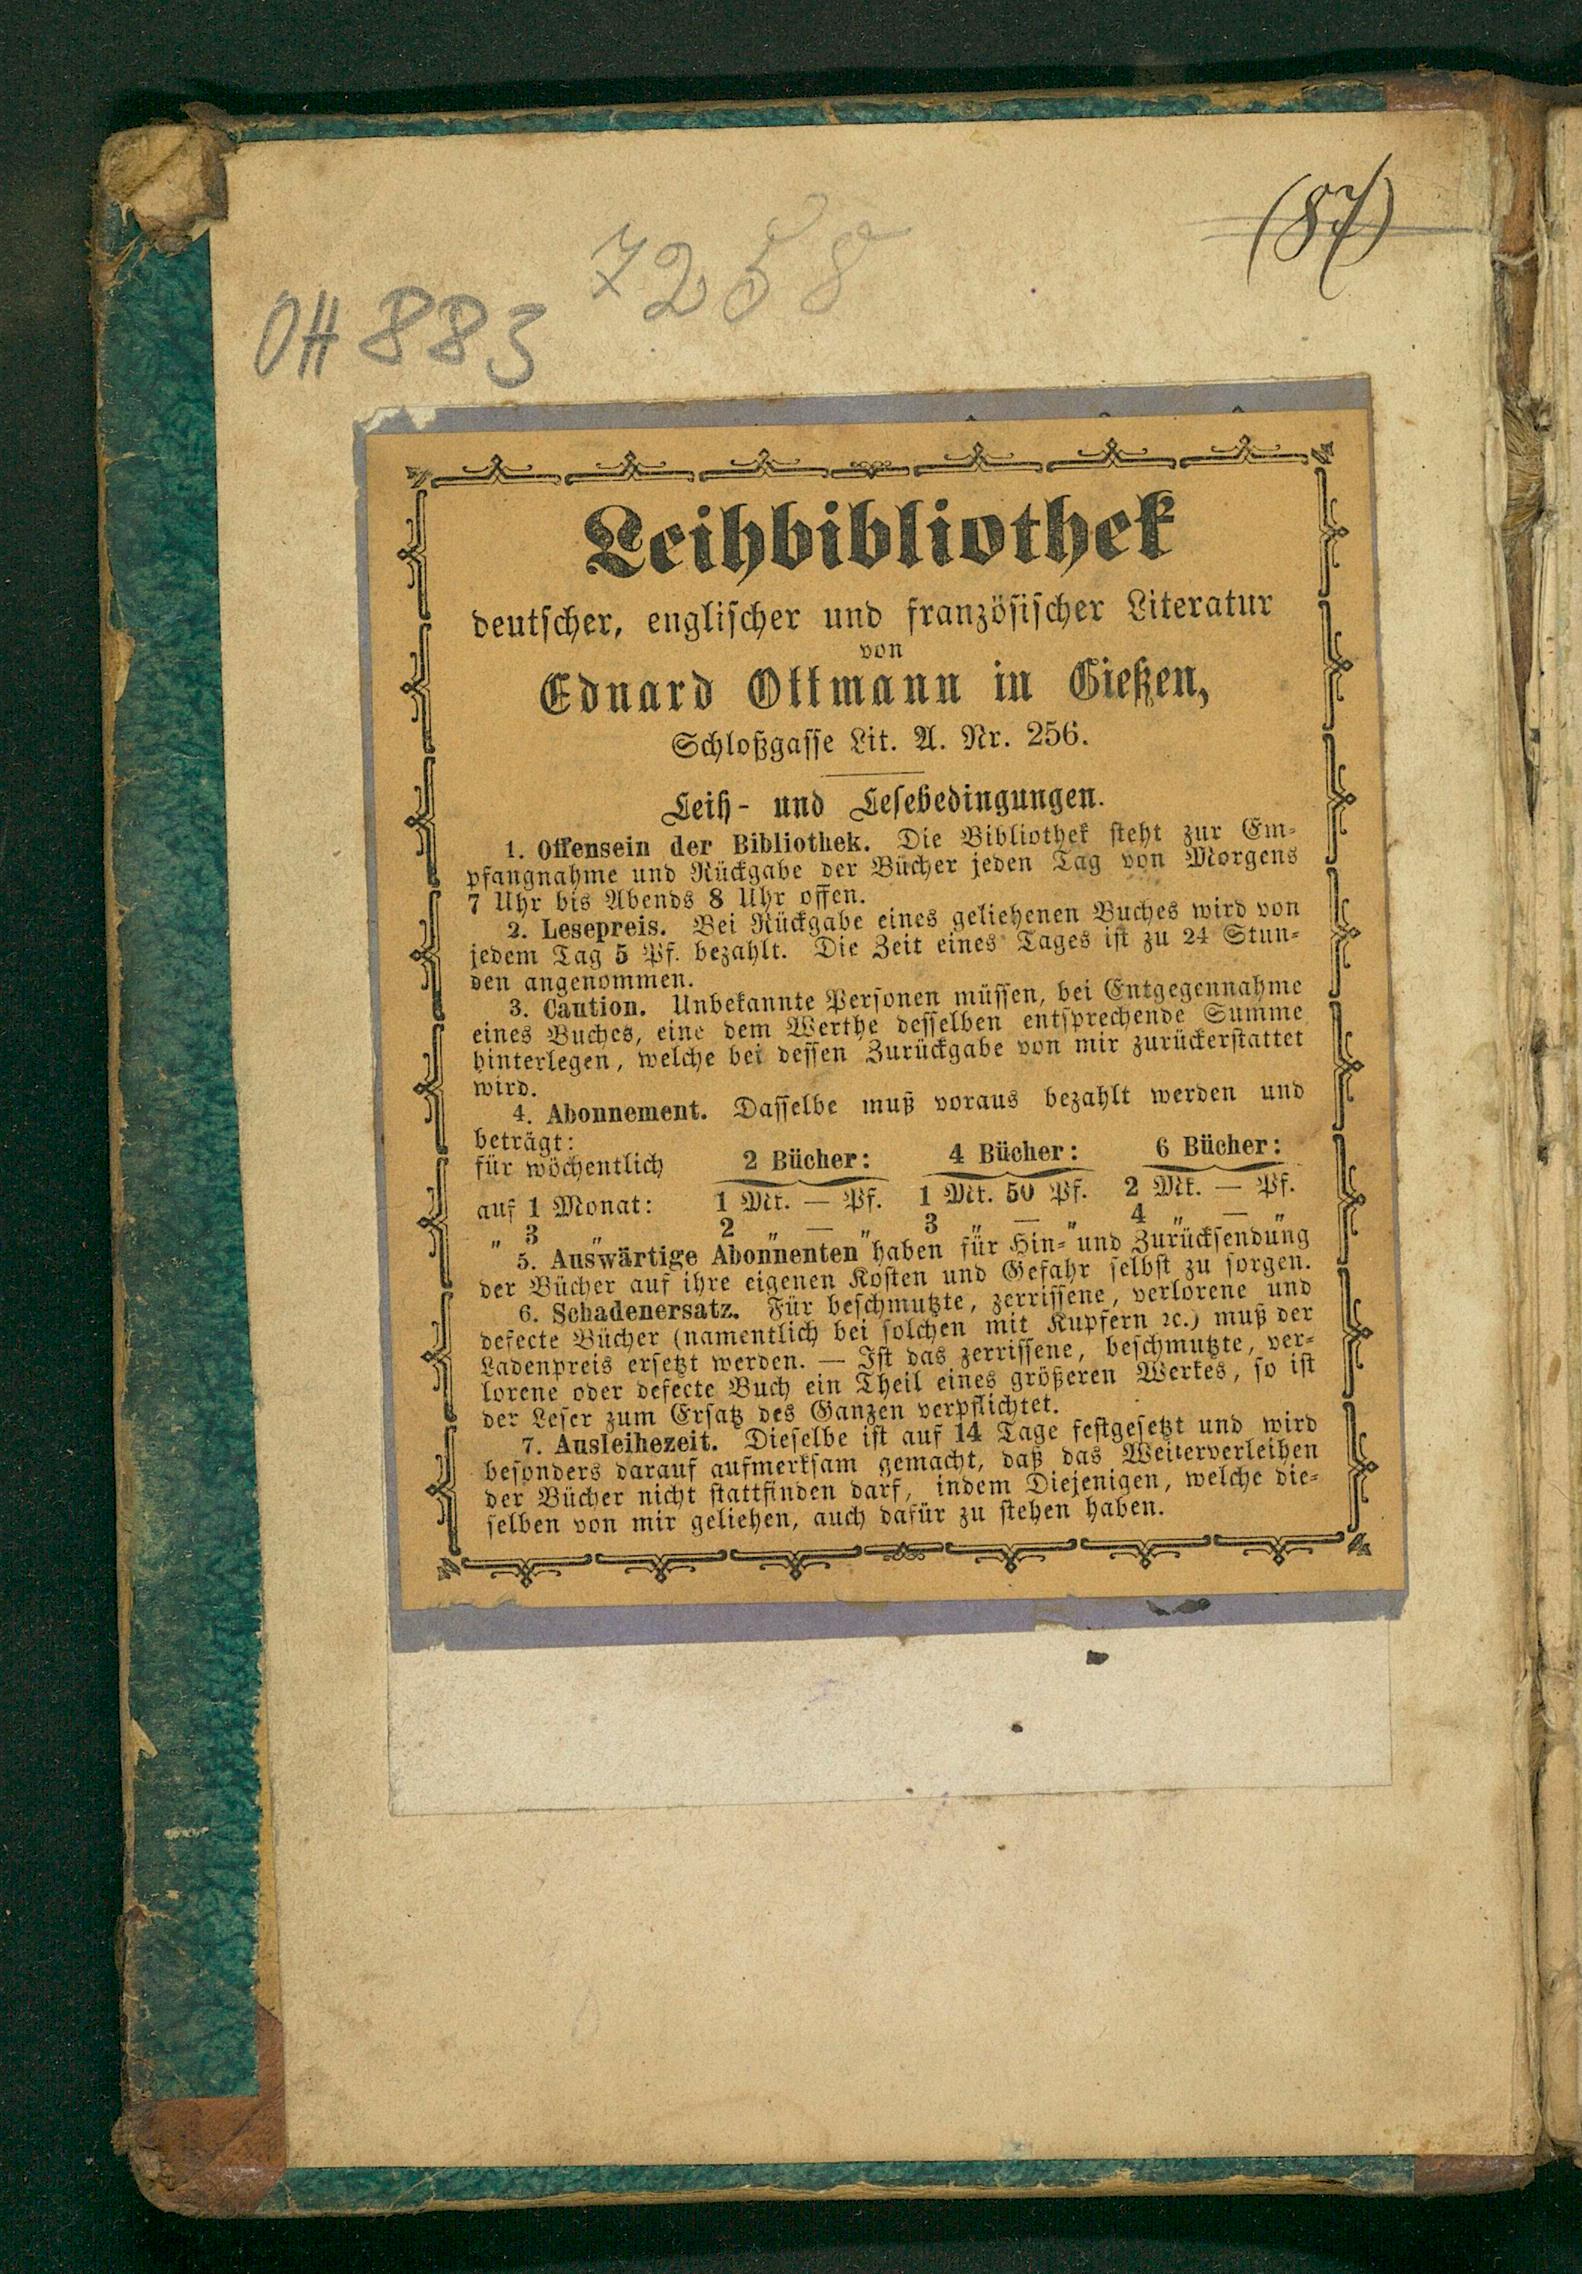 (87)
7258
OH 883
Leihbibliothek
deutscher, englischer und französischer Literatur
von
Eduard Ottmann in Gießen,
Schloßgasse Lit. A. Nr. 256.
Leih- und Lesebedingungen.
1. Offensein der Bibliothek. Die Bibliothek steht zur Em-
pfangnahme und Rückgabe der Bücher jeden Tag von Morgens
7 Uhr bis Abends 8 Uhr offen.
2. Lesepreis. Bei Rückgabe eines geliehenen Buches wird von
jedem Tag 5 Pf. bezahlt. Die Zeit eines Tages ist zu 24 Stun-
den angenommen.
3. Caution. Unbekannte Personen müssen, bei Entgegennahme
eines Buches, eine dem Werthe desselben entsprechende Summe
hinterlegen, welche bei dessen Zurückgabe von mir zurückerstattet
wird.
4. Abonnement. Dasselbe muß voraus bezahlt werden und
beträgt:
für wöchentlich 2 Bücher: 4 Bücher: 6 Bücher:
auf 1 Monat: 1 Mk. — Pf. 1 Mk. 50 Pf. 2 Mk. — Pf.
" 3 " 2 " — " 3 " — " 4 " — "
5. Auswärtige Abonnenten haben für Hin- und Zurücksendung
der Bücher auf ihre eigenen Kosten und Gefahr selbst zu sorgen.
6. Schadenersatz. Für beschmutzte, zerrissene, verlorene und
defecte Bücher (namentlich bei solchen mit Kupfern ꝛc.) muß der
Ladenpreis ersetzt werden. — Ist das zerrissene, beschmutzte, ver-
lorene oder defecte Buch ein Theil eines größeren Werkes, so ist
der Leser zum Ersatz des Ganzen verpflichtet.
7. Ausleihezeit. Dieselbe ist auf 14 Tage festgesetzt und wird
besonders darauf aufmerksam gemacht, daß das Weiterverleihen
der Bücher nicht stattfinden darf, indem Diejenigen, welche die-
selben von mir geliehen, auch dafür zu stehen haben.